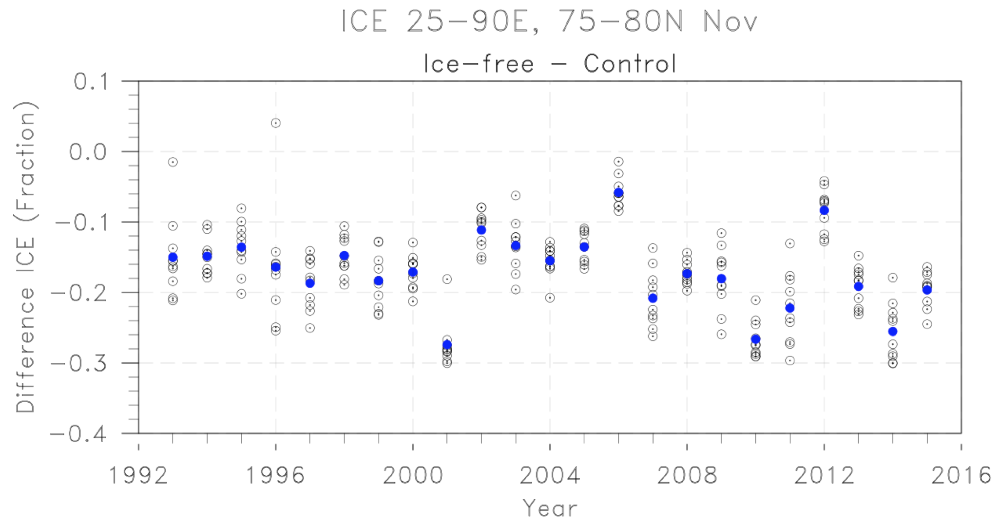 ICE 25-90E, 75-80N Nov
Ice-free - Control
Difference ICE (Fraction)
0.1
0.0
-0.1
-0.2
-0.3
-0.4
1992 1996 2000 2004 2008 2012 2016
Year